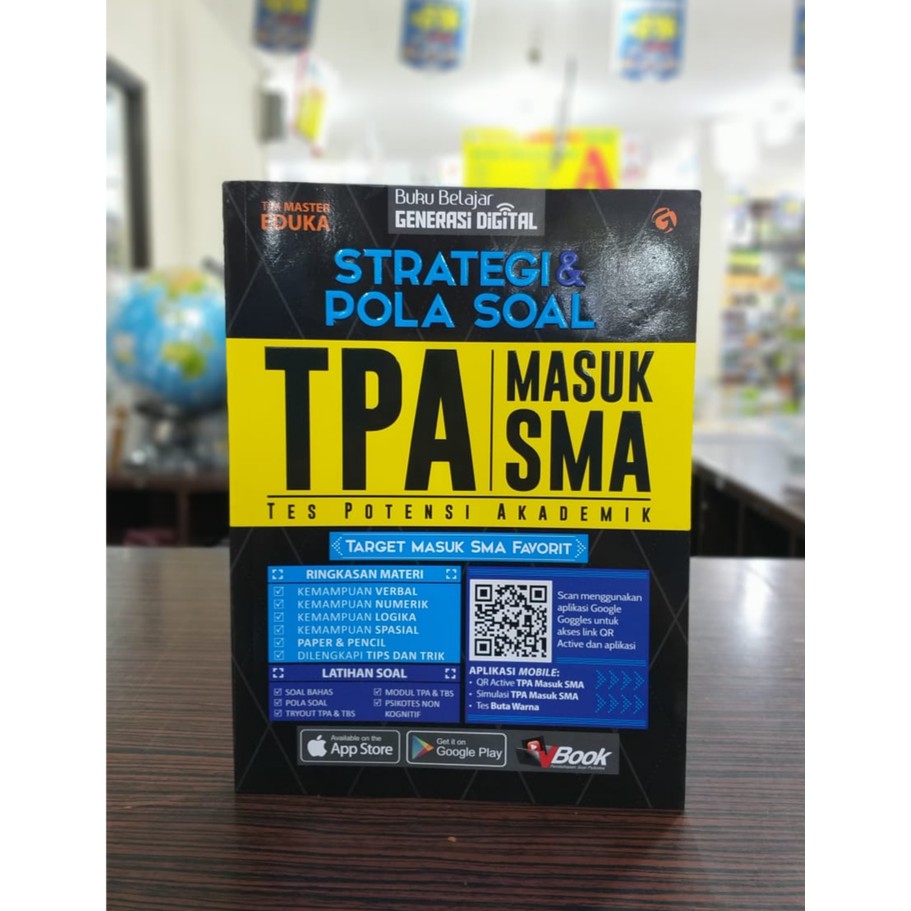 TIM MASTER
EDUKA
Buku Belajar
GENERASI DIGITAL
STRATEGI &
POLA SOAL
TPA
MASUK
SMA
TES POTENSI AKADEMIK
TARGET MASUK SMA FAVORIT
RINGKASAN MATERI
KEMAMPUAN VERBAL
KEMAMPUAN NUMERIK
KEMAMPUAN LOGIKA
KEMAMPUAN SPASIAL
PAPER & PENCIL
DILENGKAPI TIPS DAN TRIK
LATIHAN SOAL
SOAL BAHAS
POLA SOAL
TRYOUT TPA & TBS
MODUL TPA & TBS
PSIKOTES NON
KOGNITIF
Scan menggunakan
aplikasi Google
Goggles untuk
akses link QR
Active dan aplikasi
APLIKASI MOBILE:
• QR Active TPA Masuk SMA
• Simulasi TPA Masuk SMA
• Tes Buta Warna
Available on the
App Store
Get it on
Google Play
VBook
A